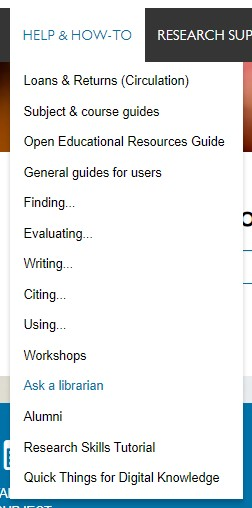 HELP & HOW-TO RESEARCH SUP
Loans & Returns (Circulation)
Subject & course guides
Open Educational Resources Guide
General guides for users
Finding...
Evaluating...
Writing...
Citing...
Using...
Workshops
Ask a librarian
Alumni
Research Skills Tutorial
Quick Things for Digital Knowledge